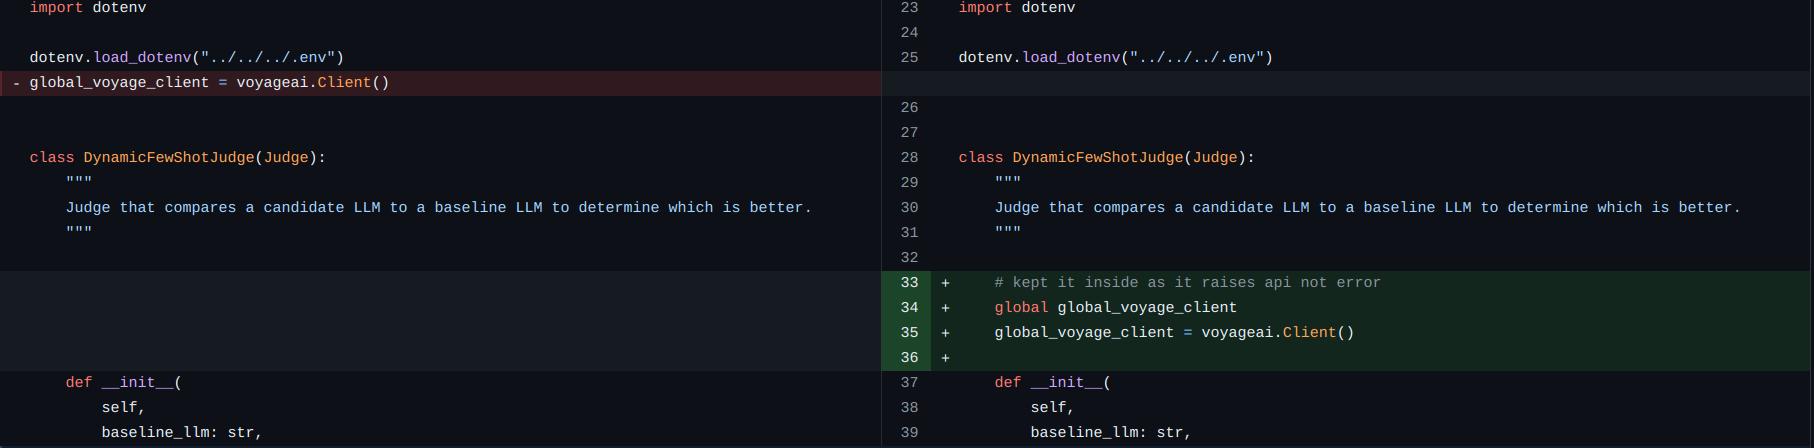 import dotenv
dotenv.load_dotenv("../../../.env")
- global_voyage_client = voyageai.Client()
class DynamicFewShotJudge(Judge):
"""
Judge that compares a candidate LLM to a baseline LLM to determine which is better.
"""
def __init__(
self,
baseline_llm: str,
23 import dotenv
24
25 dotenv.load_dotenv("../../../.env")
26
27
28 class DynamicFewShotJudge(Judge):
29 """
30 Judge that compares a candidate LLM to a baseline LLM to determine which is better.
31 """
32
33 + # kept it inside as it raises api not error
34 + global global_voyage_client
35 + global_voyage_client = voyageai.Client()
36 +
37 def __init__(
38 self,
39 baseline_llm: str,